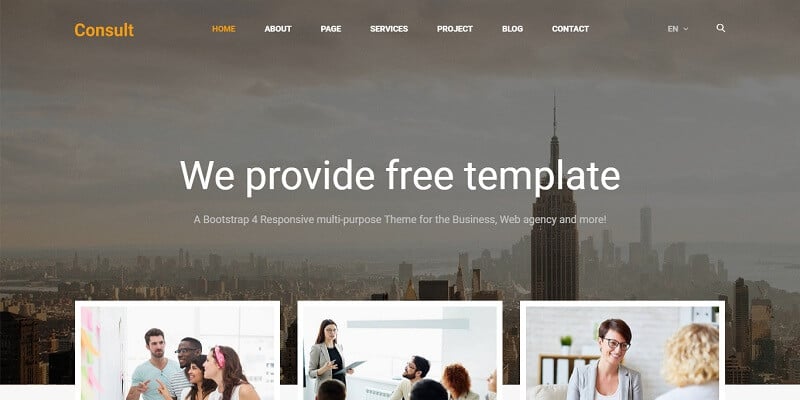 Consult
HOME ABOUT PAGE SERVICES PROJECT BLOG CONTACT EN
We provide free template
A Bootstrap 4 Responsive multi-purpose Theme for the Business, Web agency and more!